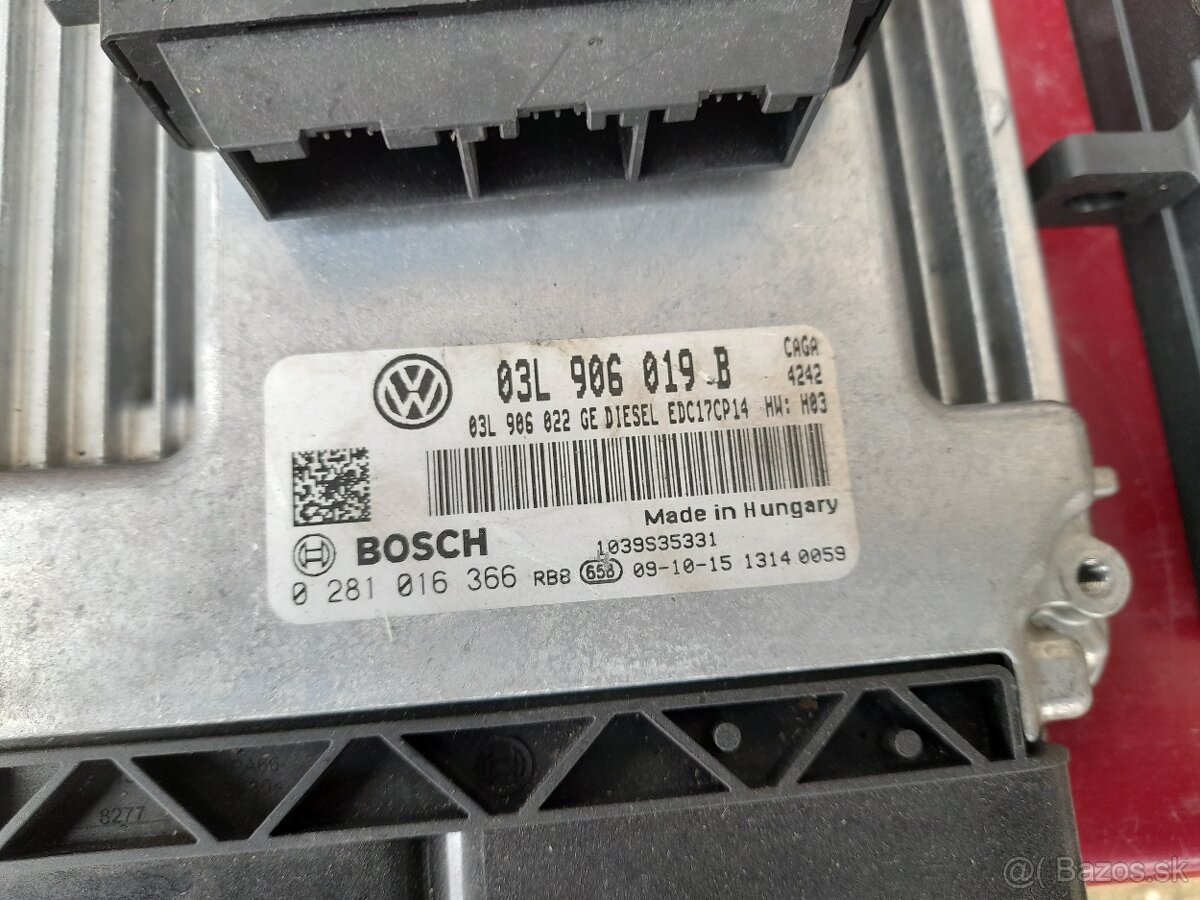 03L 906 019 B
CAGA
4242
03L 906 022 GE DIESEL EDC17CP14 HW: H03
Made in Hungary
BOSCH
1039S35331
0 281 016 366 RB8 658 09-10-15 1314 0059
8277
@( Bazos.sk